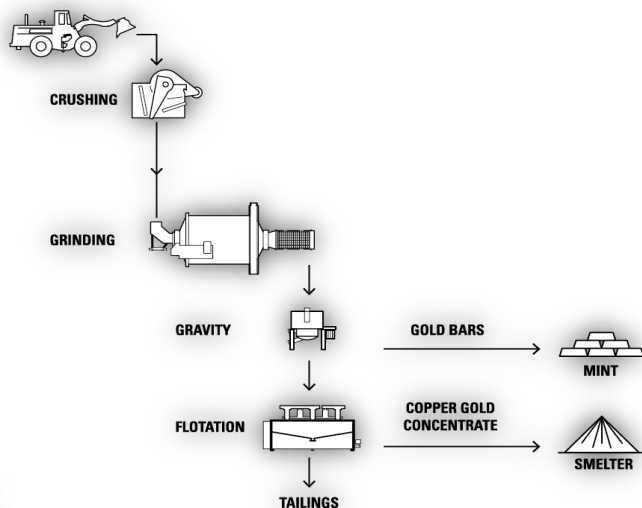 CRUSHING
GRINDING
GRAVITY
GOLD BARS
MINT
FLOTATION
COPPER GOLD
CONCENTRATE
SMELTER
TAILINGS